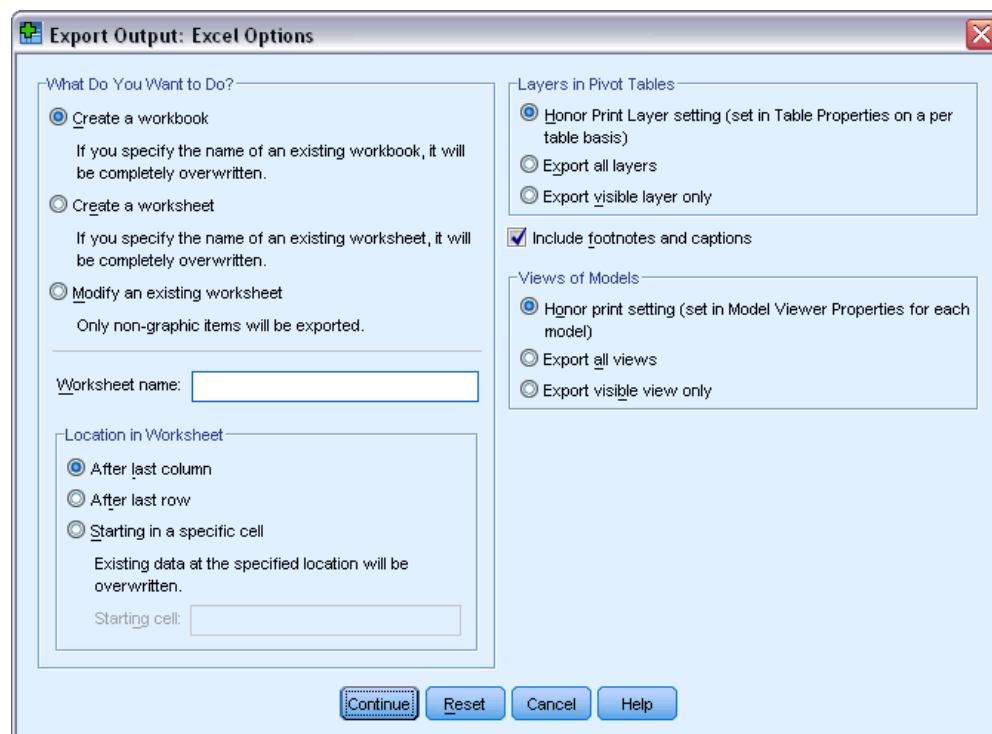 Export Output: Excel Options
What Do You Want to Do?
Create a workbook
If you specify the name of an existing workbook, it will
be completely overwritten.
Create a worksheet
If you specify the name of an existing worksheet, it will
be completely overwritten.
Modify an existing worksheet
Only non-graphic items will be exported.
Worksheet name:
Location in Worksheet
After last column
After last row
Starting in a specific cell
Existing data at the specified location will be
overwritten.
Starting cell:
Layers in Pivot Tables
Honor Print Layer setting (set in Table Properties on a per
table basis)
Export all layers
Export visible layer only
Include footnotes and captions
Views of Models
Honor print setting (set in Model Viewer Properties for each
model)
Export all views
Export visible view only
Continue
Reset
Cancel
Help